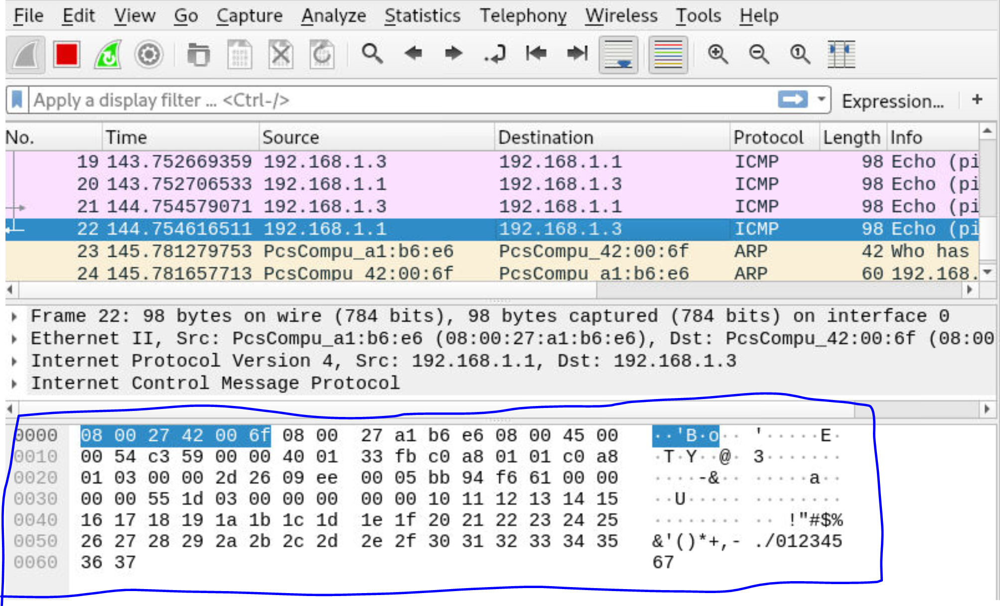 File Edit View Go Capture Analyze Statistics Telephony Wireless Tools Help
Apply a display filter ... <Ctrl-/> Expression... +
No. Time Source Destination Protocol Length Info
19 143.752669359 192.168.1.3 192.168.1.1 ICMP 98 Echo (pi
20 143.752706533 192.168.1.1 192.168.1.3 ICMP 98 Echo (pi
21 144.754579071 192.168.1.3 192.168.1.1 ICMP 98 Echo (pi
22 144.754616511 192.168.1.1 192.168.1.3 ICMP 98 Echo (pi
23 145.781279753 PcsCompu_a1:b6:e6 PcsCompu_42:00:6f ARP 42 Who has
24 145.781657713 PcsCompu_42:00:6f PcsCompu_a1:b6:e6 ARP 60 192.168.
Frame 22: 98 bytes on wire (784 bits), 98 bytes captured (784 bits) on interface 0
Ethernet II, Src: PcsCompu_a1:b6:e6 (08:00:27:a1:b6:e6), Dst: PcsCompu_42:00:6f (08:00
Internet Protocol Version 4, Src: 192.168.1.1, Dst: 192.168.1.3
Internet Control Message Protocol
0000 08 00 27 42 00 6f 08 00 27 a1 b6 e6 08 00 45 00 ··'B·o·· '·····E·
0010 00 54 c3 59 00 00 40 01 33 fb c0 a8 01 01 c0 a8 ·T·Y··@· 3·······
0020 01 03 00 00 2d 26 09 ee 00 05 bb 94 f6 61 00 00 ····-&·· ·····a··
0030 00 00 55 1d 03 00 00 00 00 00 10 11 12 13 14 15 ··U····· ········
0040 16 17 18 19 1a 1b 1c 1d 1e 1f 20 21 22 23 24 25 ········ ·· !"#$%
0050 26 27 28 29 2a 2b 2c 2d 2e 2f 30 31 32 33 34 35 &'()*+,- ./012345
0060 36 37 67